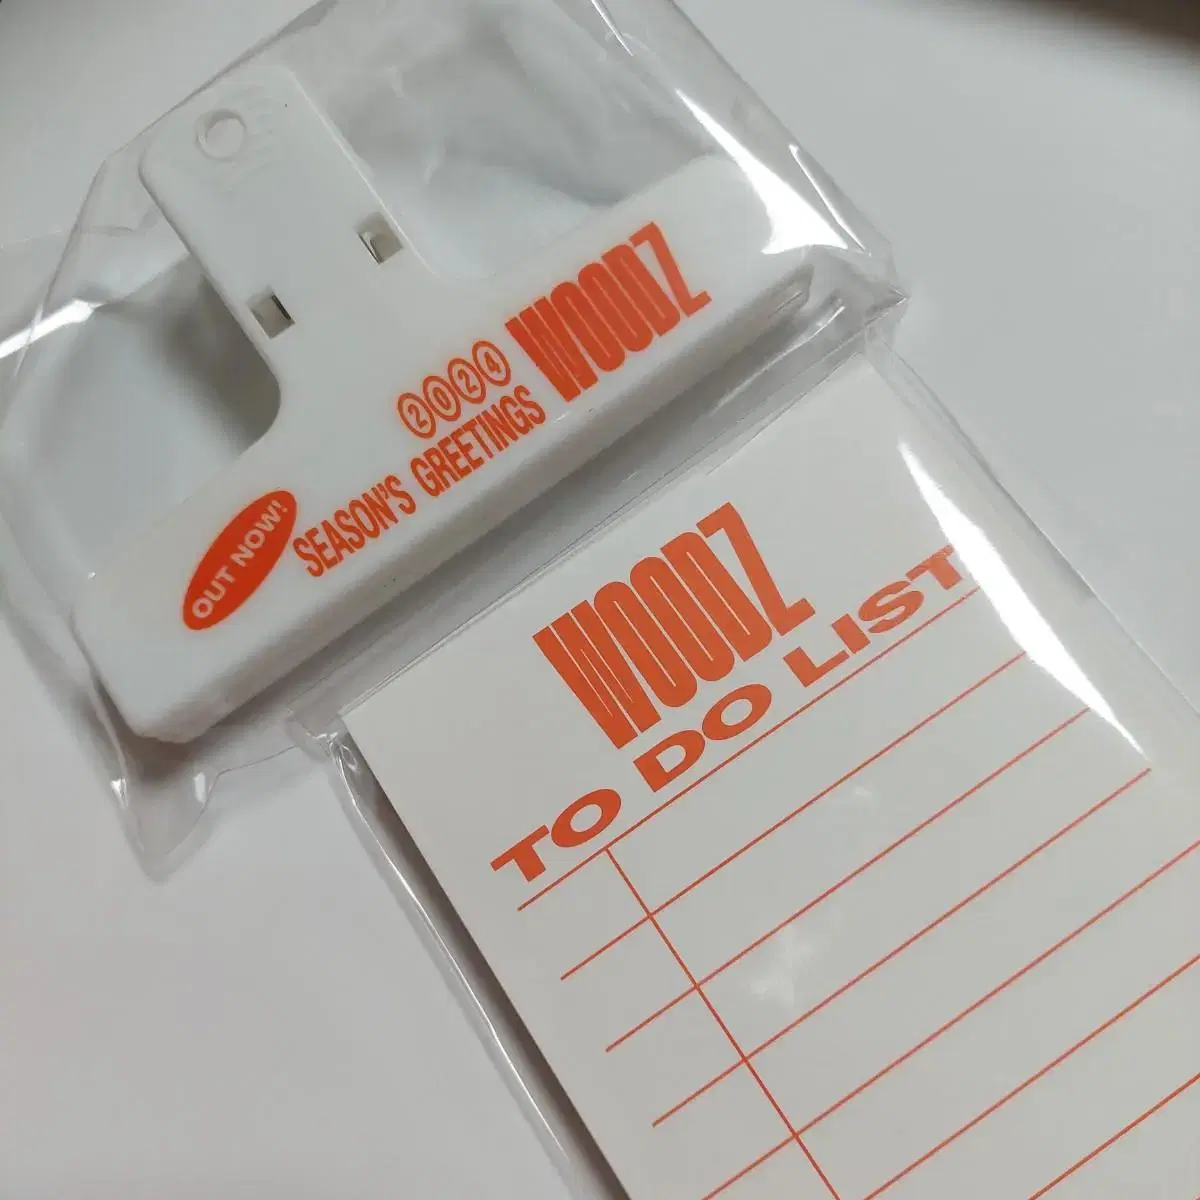 2024
SEASON'S GREETINGS
WOODZ
OUT NOW!
WOODZ
TO DO LIST